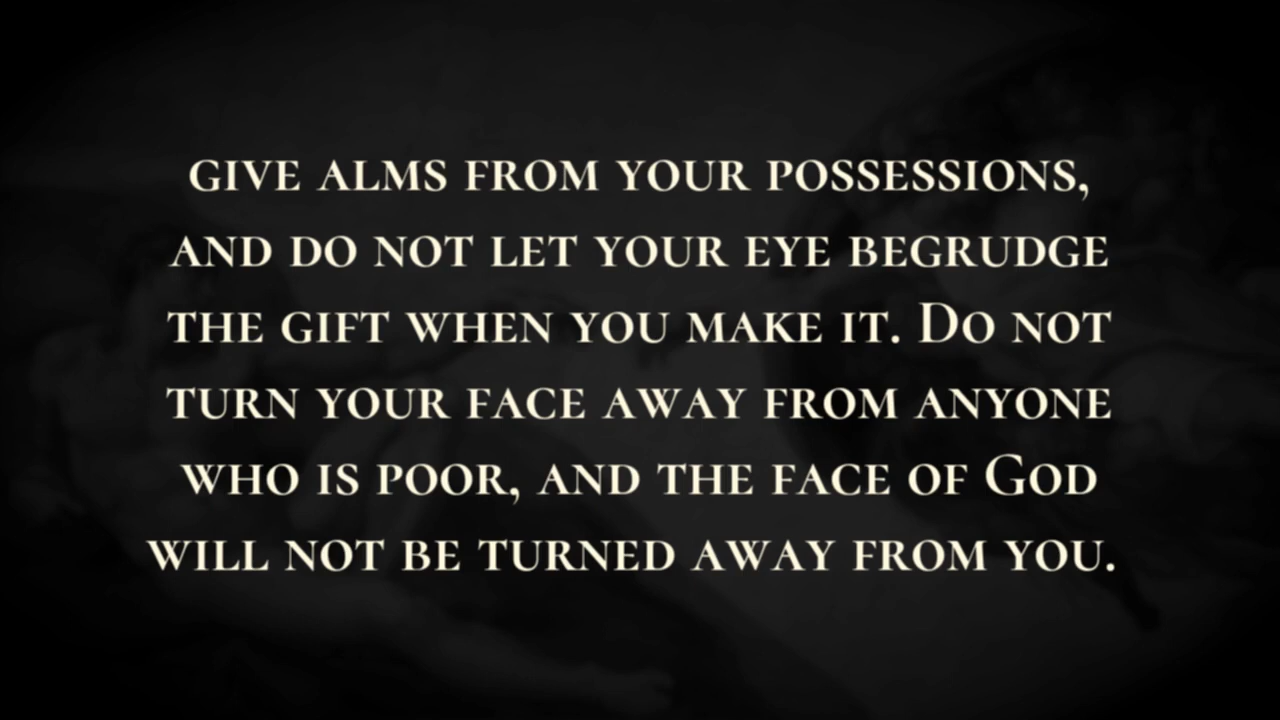 give alms from your possessions,
and do not let your eye begrudge
the gift when you make it. Do not
turn your face away from anyone
who is poor, and the face of God
will not be turned away from you.